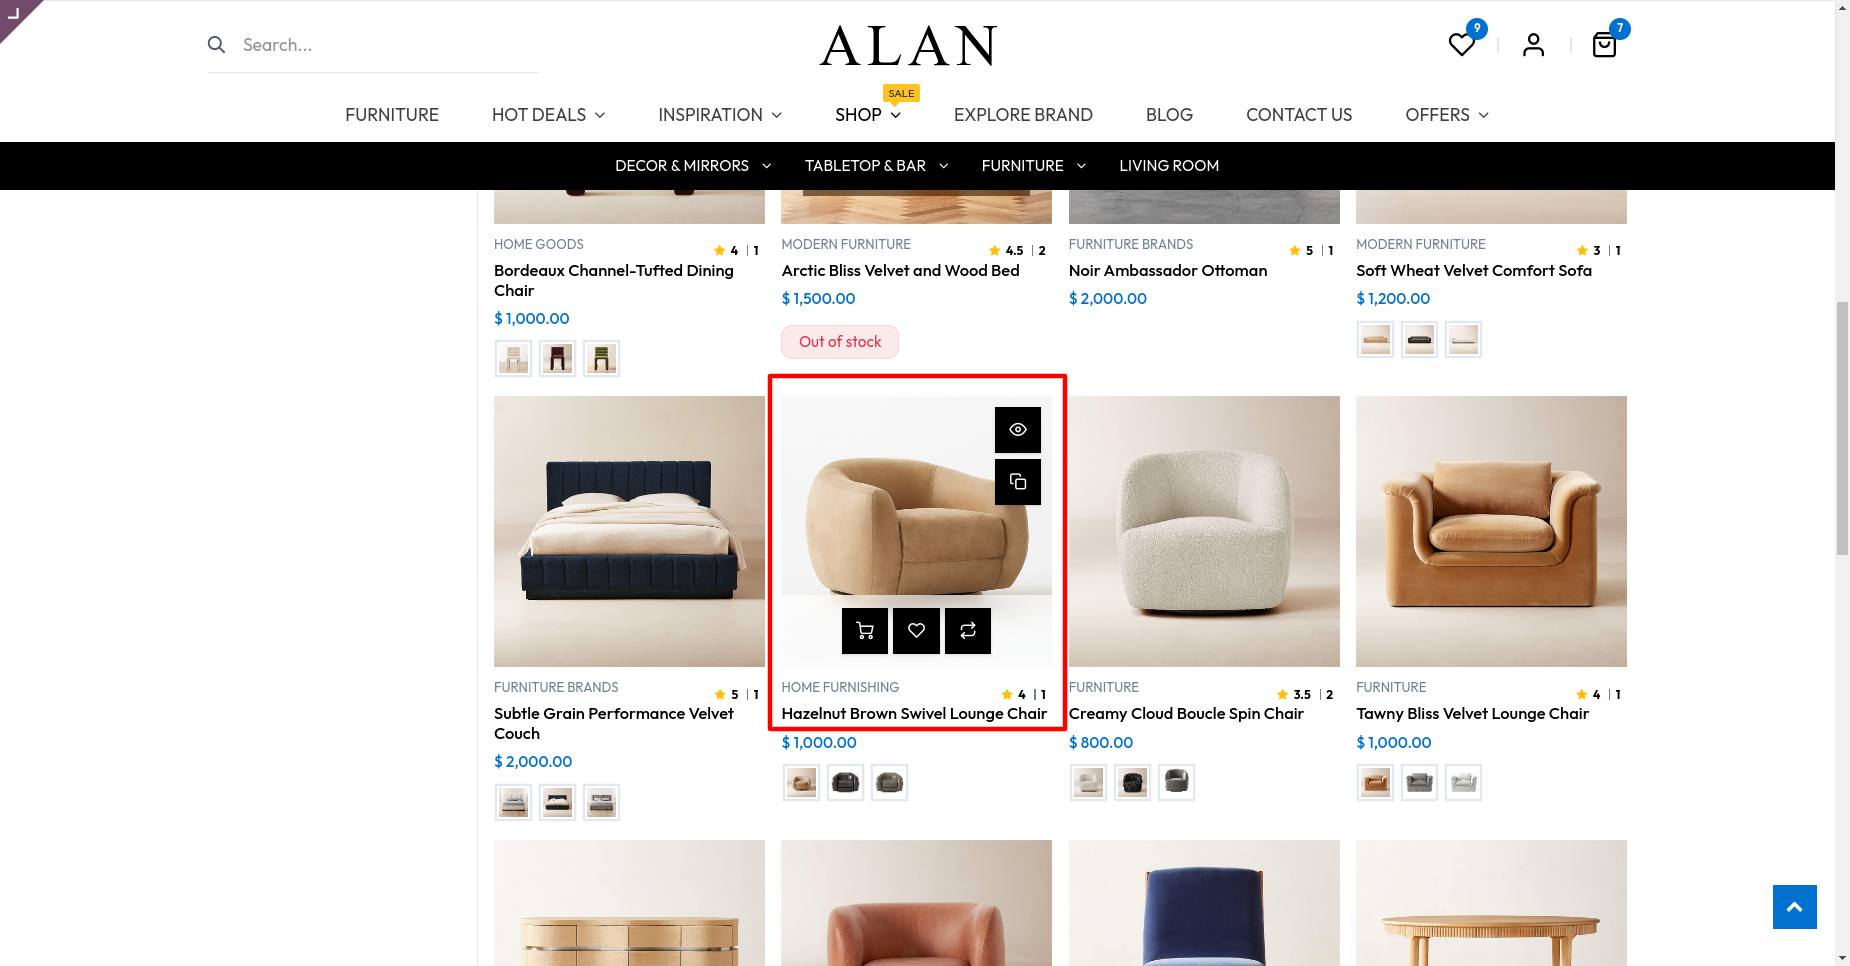 Search...
ALAN
9
7
SALE
FURNITURE
HOT DEALS
INSPIRATION
SHOP
EXPLORE BRAND
BLOG
CONTACT US
OFFERS
DECOR & MIRRORS
TABLETOP & BAR
FURNITURE
LIVING ROOM
HOME GOODS
4 | 1
Bordeaux Channel-Tufted Dining
Chair
$ 1,000.00
MODERN FURNITURE
4.5 | 2
Arctic Bliss Velvet and Wood Bed
$ 1,500.00
Out of stock
FURNITURE BRANDS
5 | 1
Noir Ambassador Ottoman
$ 2,000.00
MODERN FURNITURE
3 | 1
Soft Wheat Velvet Comfort Sofa
$ 1,200.00
FURNITURE BRANDS
5 | 1
Subtle Grain Performance Velvet
Couch
$ 2,000.00
HOME FURNISHING
4 | 1
Hazelnut Brown Swivel Lounge Chair
$ 1,000.00
FURNITURE
3.5 | 2
Creamy Cloud Boucle Spin Chair
$ 800.00
FURNITURE
4 | 1
Tawny Bliss Velvet Lounge Chair
$ 1,000.00